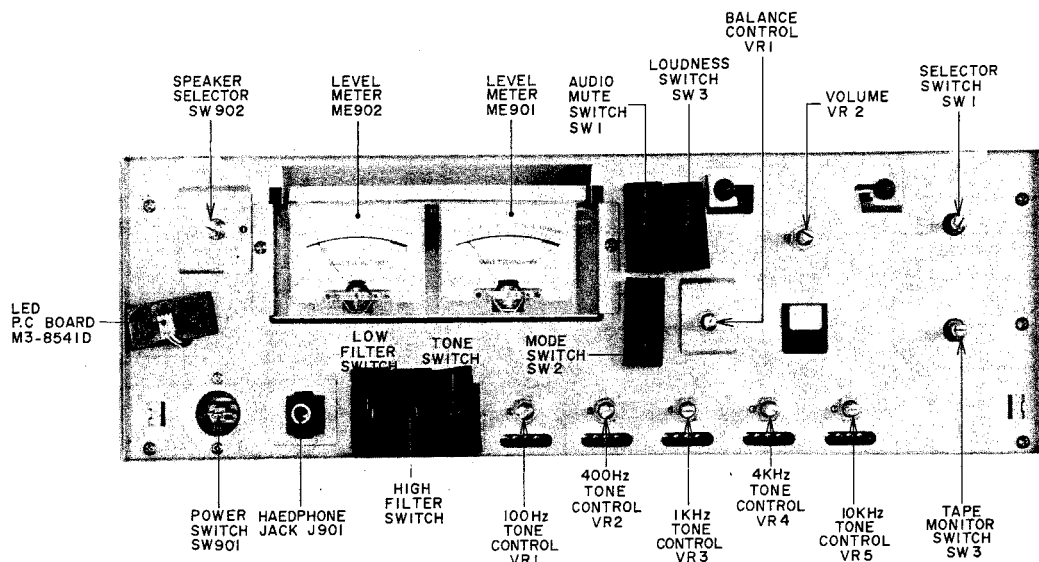 BALANCE
CONTROL
VR1
SPEAKER
SELECTOR
SW902
LEVEL
METER
ME902
LEVEL
METER
ME901
AUDIO
MUTE
SWITCH
SW1
LOUDNESS
SWITCH
SW3
VOLUME
VR 2
SELECTOR
SWITCH
SW1
LED
P.C BOARD
M3-8541D
LOW
FILTER
SWITCH
TONE
SWITCH
MODE
SWITCH
SW2
POWER
SWITCH
SW901
HAEDPHONE
JACK J901
HIGH
FILTER
SWITCH
100Hz
TONE
CONTROL
VR1
400Hz
TONE
CONTROL
VR2
1KHz
TONE
CONTROL
VR3
4KHz
TONE
CONTROL
VR4
10KHz
TONE
CONTROL
VR5
TAPE
MONITOR
SWITCH
SW3